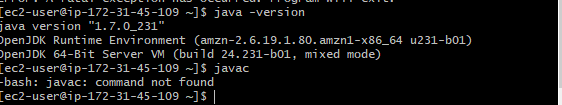 [ec2-user@ip-172-31-45-109 ~]$ java -version
java version "1.7.0_231"
OpenJDK Runtime Environment (amzn-2.6.19.1.80.amzn1-x86_64 u231-b01)
OpenJDK 64-Bit Server VM (build 24.231-b01, mixed mode)
[ec2-user@ip-172-31-45-109 ~]$ javac
-bash: javac: command not found
[ec2-user@ip-172-31-45-109 ~]$